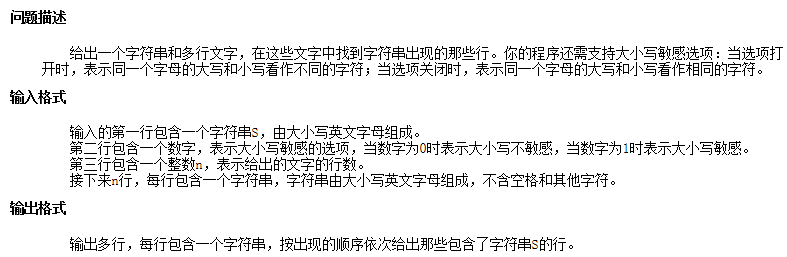 问题描述
给出一个字符串和多行文字，在这些文字中找到字符串出现的那些行。你的程序还需支持大小写敏感选项：当选项打
开时，表示同一个字母的大写和小写看作不同的字符；当选项关闭时，表示同一个字母的大写和小写看作相同的字符。
输入格式
输入的第一行包含一个字符串S，由大小写英文字母组成。
第二行包含一个数字，表示大小写敏感的选项，当数字为0时表示大小写不敏感，当数字为1时表示大小写敏感。
第三行包含一个整数n，表示给出的文字的行数。
接下来n行，每行包含一个字符串，字符串由大小写英文字母组成，不含空格和其他字符。
输出格式
输出多行，每行包含一个字符串，按出现的顺序依次给出那些包含了字符串S的行。